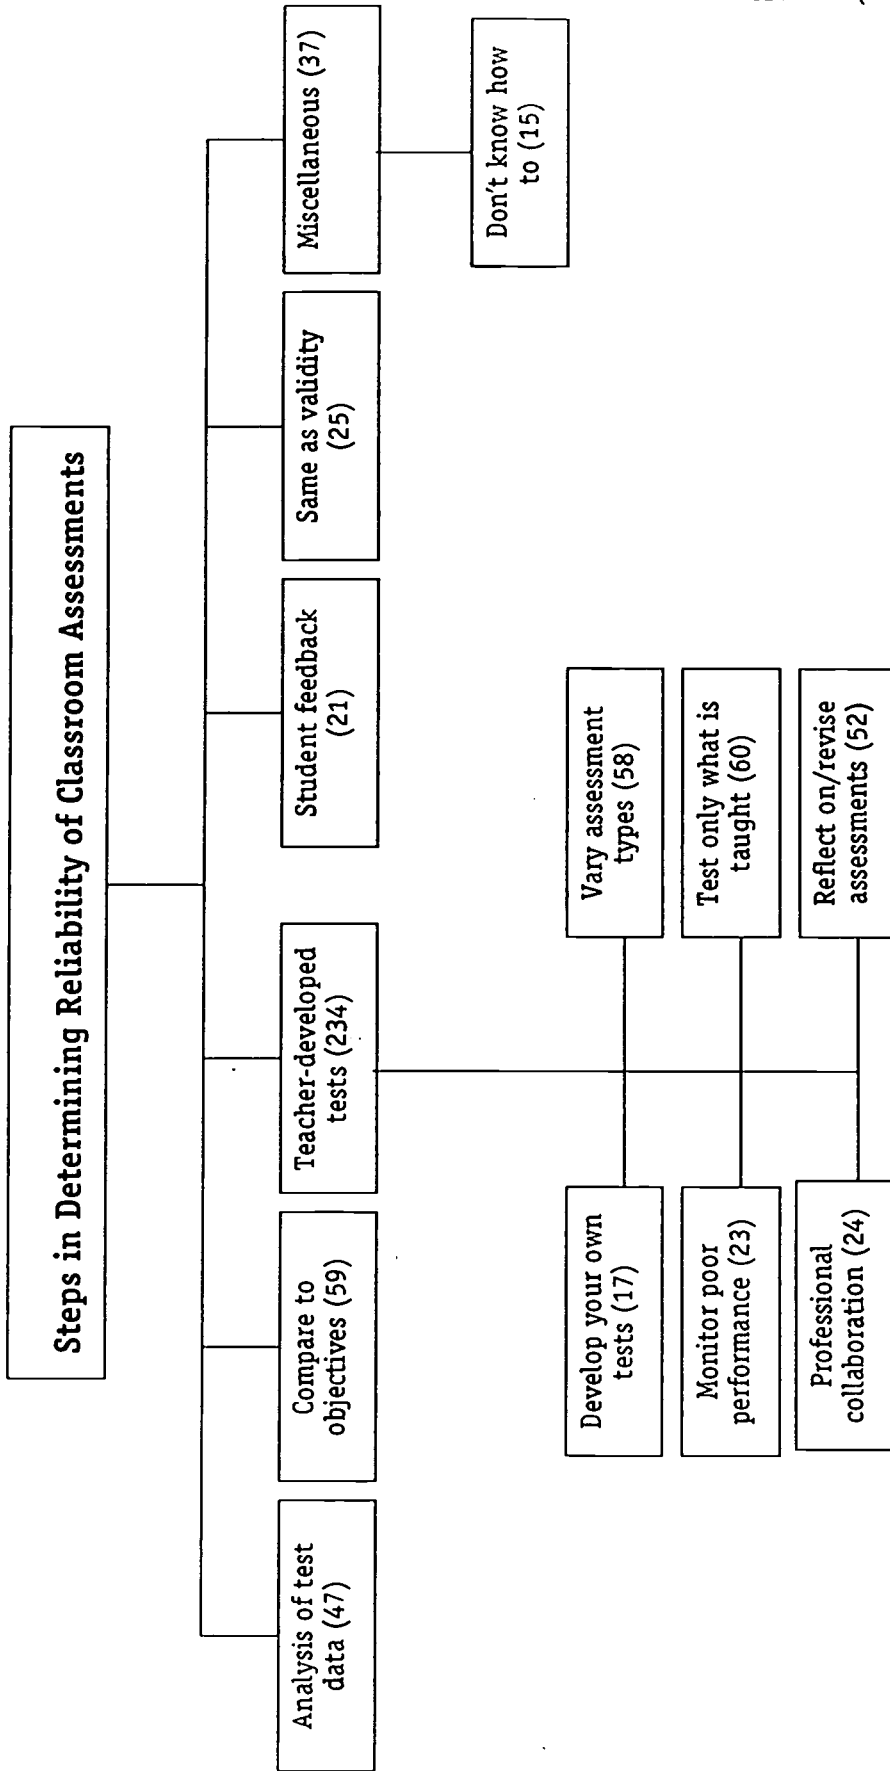 Steps in Determining Reliability of Classroom Assessments
Analysis of test
data (47)
Compare to
objectives (59)
Teacher-developed
tests (234)
Student feedback
(21)
Same as validity
(25)
Miscellaneous (37)
Develop your own
tests (17)
Vary assessment
types (58)
Monitor poor
performance (23)
Test only what is
taught (60)
Professional
collaboration (24)
Reflect on/revise
assessments (52)
Don't know how
to (15)